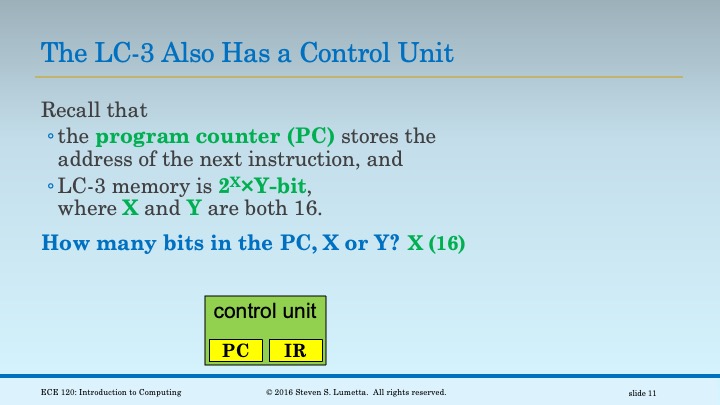 The LC-3 Also Has a Control Unit
Recall that
◦the program counter (PC) stores the
address of the next instruction, and
◦LC-3 memory is 2ˣ×Y-bit,
where X and Y are both 16.
How many bits in the PC, X or Y? X (16)
control unit
PC IR
ECE 120: Introduction to Computing © 2016 Steven S. Lumetta. All rights reserved. slide 11